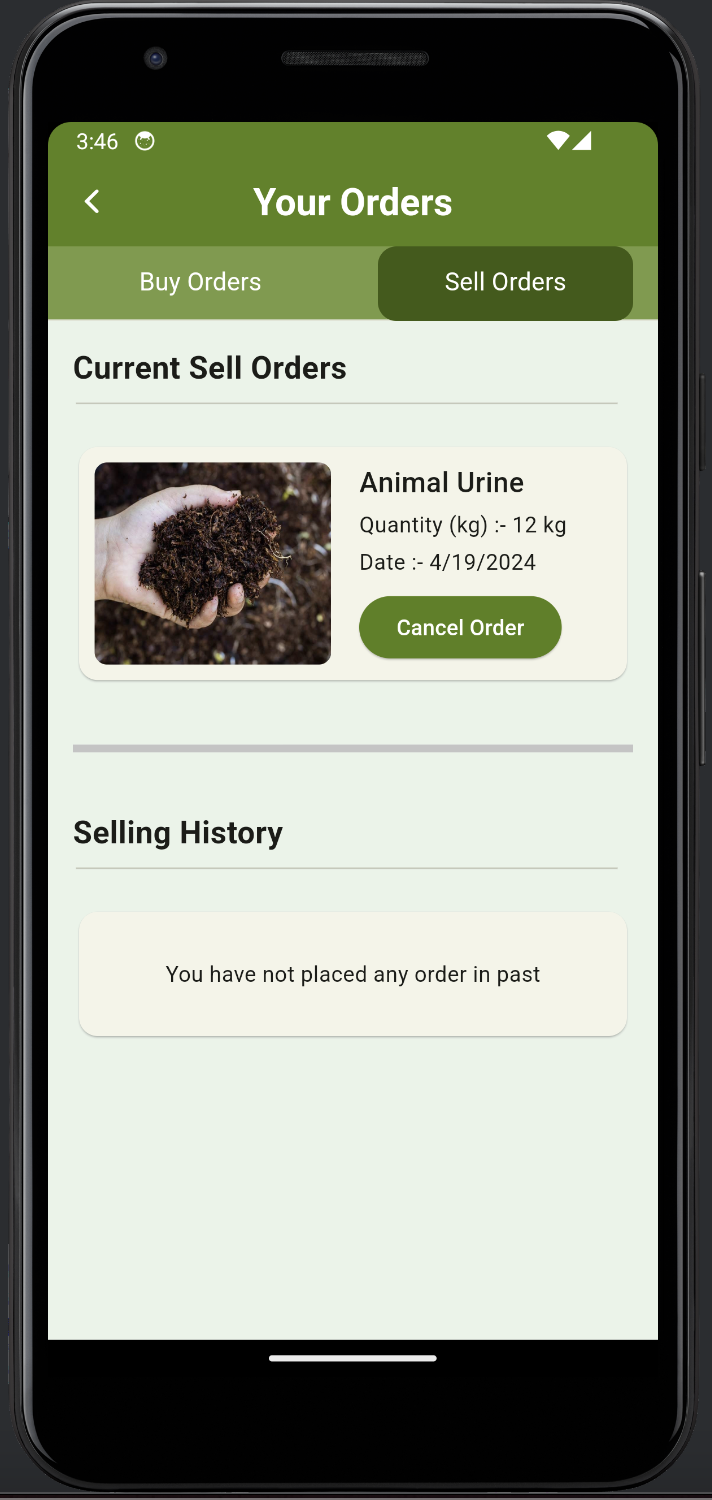 3:46
Your Orders
Buy Orders
Sell Orders
Current Sell Orders
Animal Urine
Quantity (kg) :- 12 kg
Date :- 4/19/2024
Cancel Order
Selling History
You have not placed any order in past